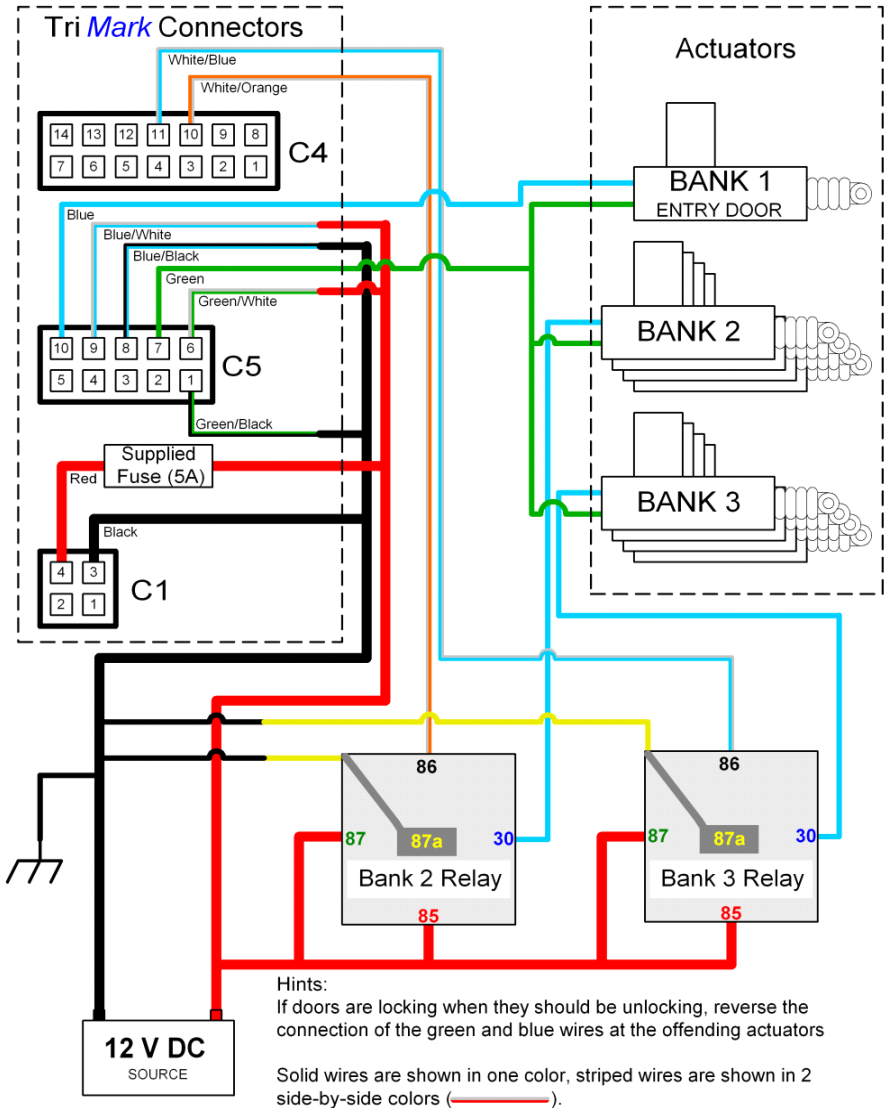 Tri Mark Connectors
Actuators
White/Blue
White/Orange
14 13 12 11 10 9 8
7 6 5 4 3 2 1
C4
BANK 1
ENTRY DOOR
Blue
Blue/White
Blue/Black
Green
Green/White
10 9 8 7 6
5 4 3 2 1
C5
BANK 2
Green/Black
Supplied
Fuse (5A)
Red
BANK 3
Black
4 3
2 1
C1
86
87
87a
30
Bank 2 Relay
85
86
87
87a
30
Bank 3 Relay
85
12 V DC
SOURCE
Hints:
If doors are locking when they should be unlocking, reverse the
connection of the green and blue wires at the offending actuators
Solid wires are shown in one color, striped wires are shown in 2
side-by-side colors ( ).